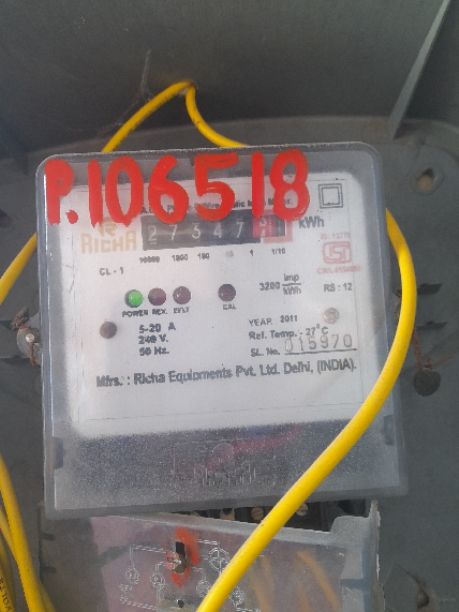 P.106518
RICHA
27347
kWh
10000 1000 100 10 1 1/10
CL - 1
3200 imp/kWh
RS : 12
POWER REV. EFLT CAL
5-20 A
240 V.
50 Hz.
YEAR 2011
Ref. Temp. - 27°C
SL. No. 015970
Mfrs. : Richa Equipments Pvt. Ltd. Delhi, (INDIA).